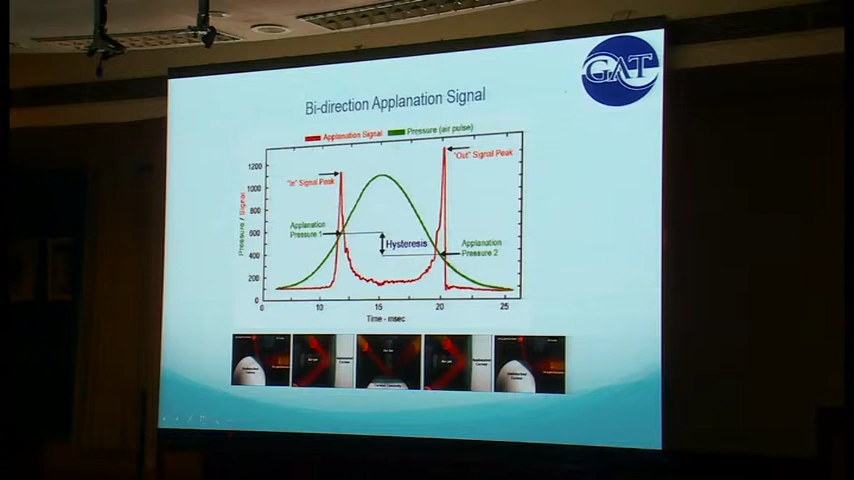 GAT
Bi-direction Applanation Signal
Applanation Signal
Pressure (air pulse)
"In" Signal Peak
"Out" Signal Peak
Applanation
Pressure 1
Hysteresis
Applanation
Pressure 2
Pressure / Signal
1200
1000
800
600
400
200
0
0
10
15
20
25
Time - msec